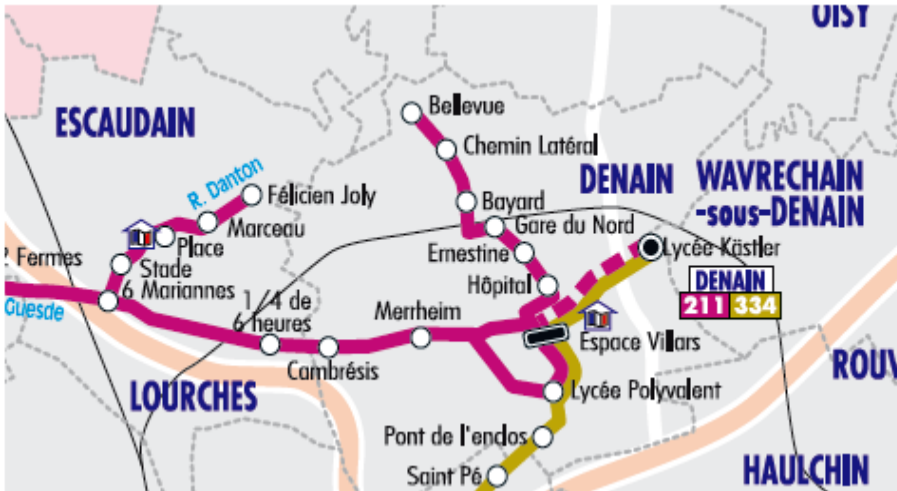 OISY
ESCAUDAIN
Bellevue
Chemin Latéral
R. Danton
Félicien Joly
DENAIN
WAVRECHAIN
-sous-DENAIN
Bayard
Marceau
Gare du Nord
Place
Ernestine
Lycée Kästler
Fermes
Stade
Hôpital
DENAIN
6 Mariannes
211 334
Guesde
1/4 de
6 heures
Merrheim
Espace Villars
Cambrésis
ROUV
LOURCHES
Lycée Polyvalent
Pont de l'enclos
Saint Pé
HAULCHIN